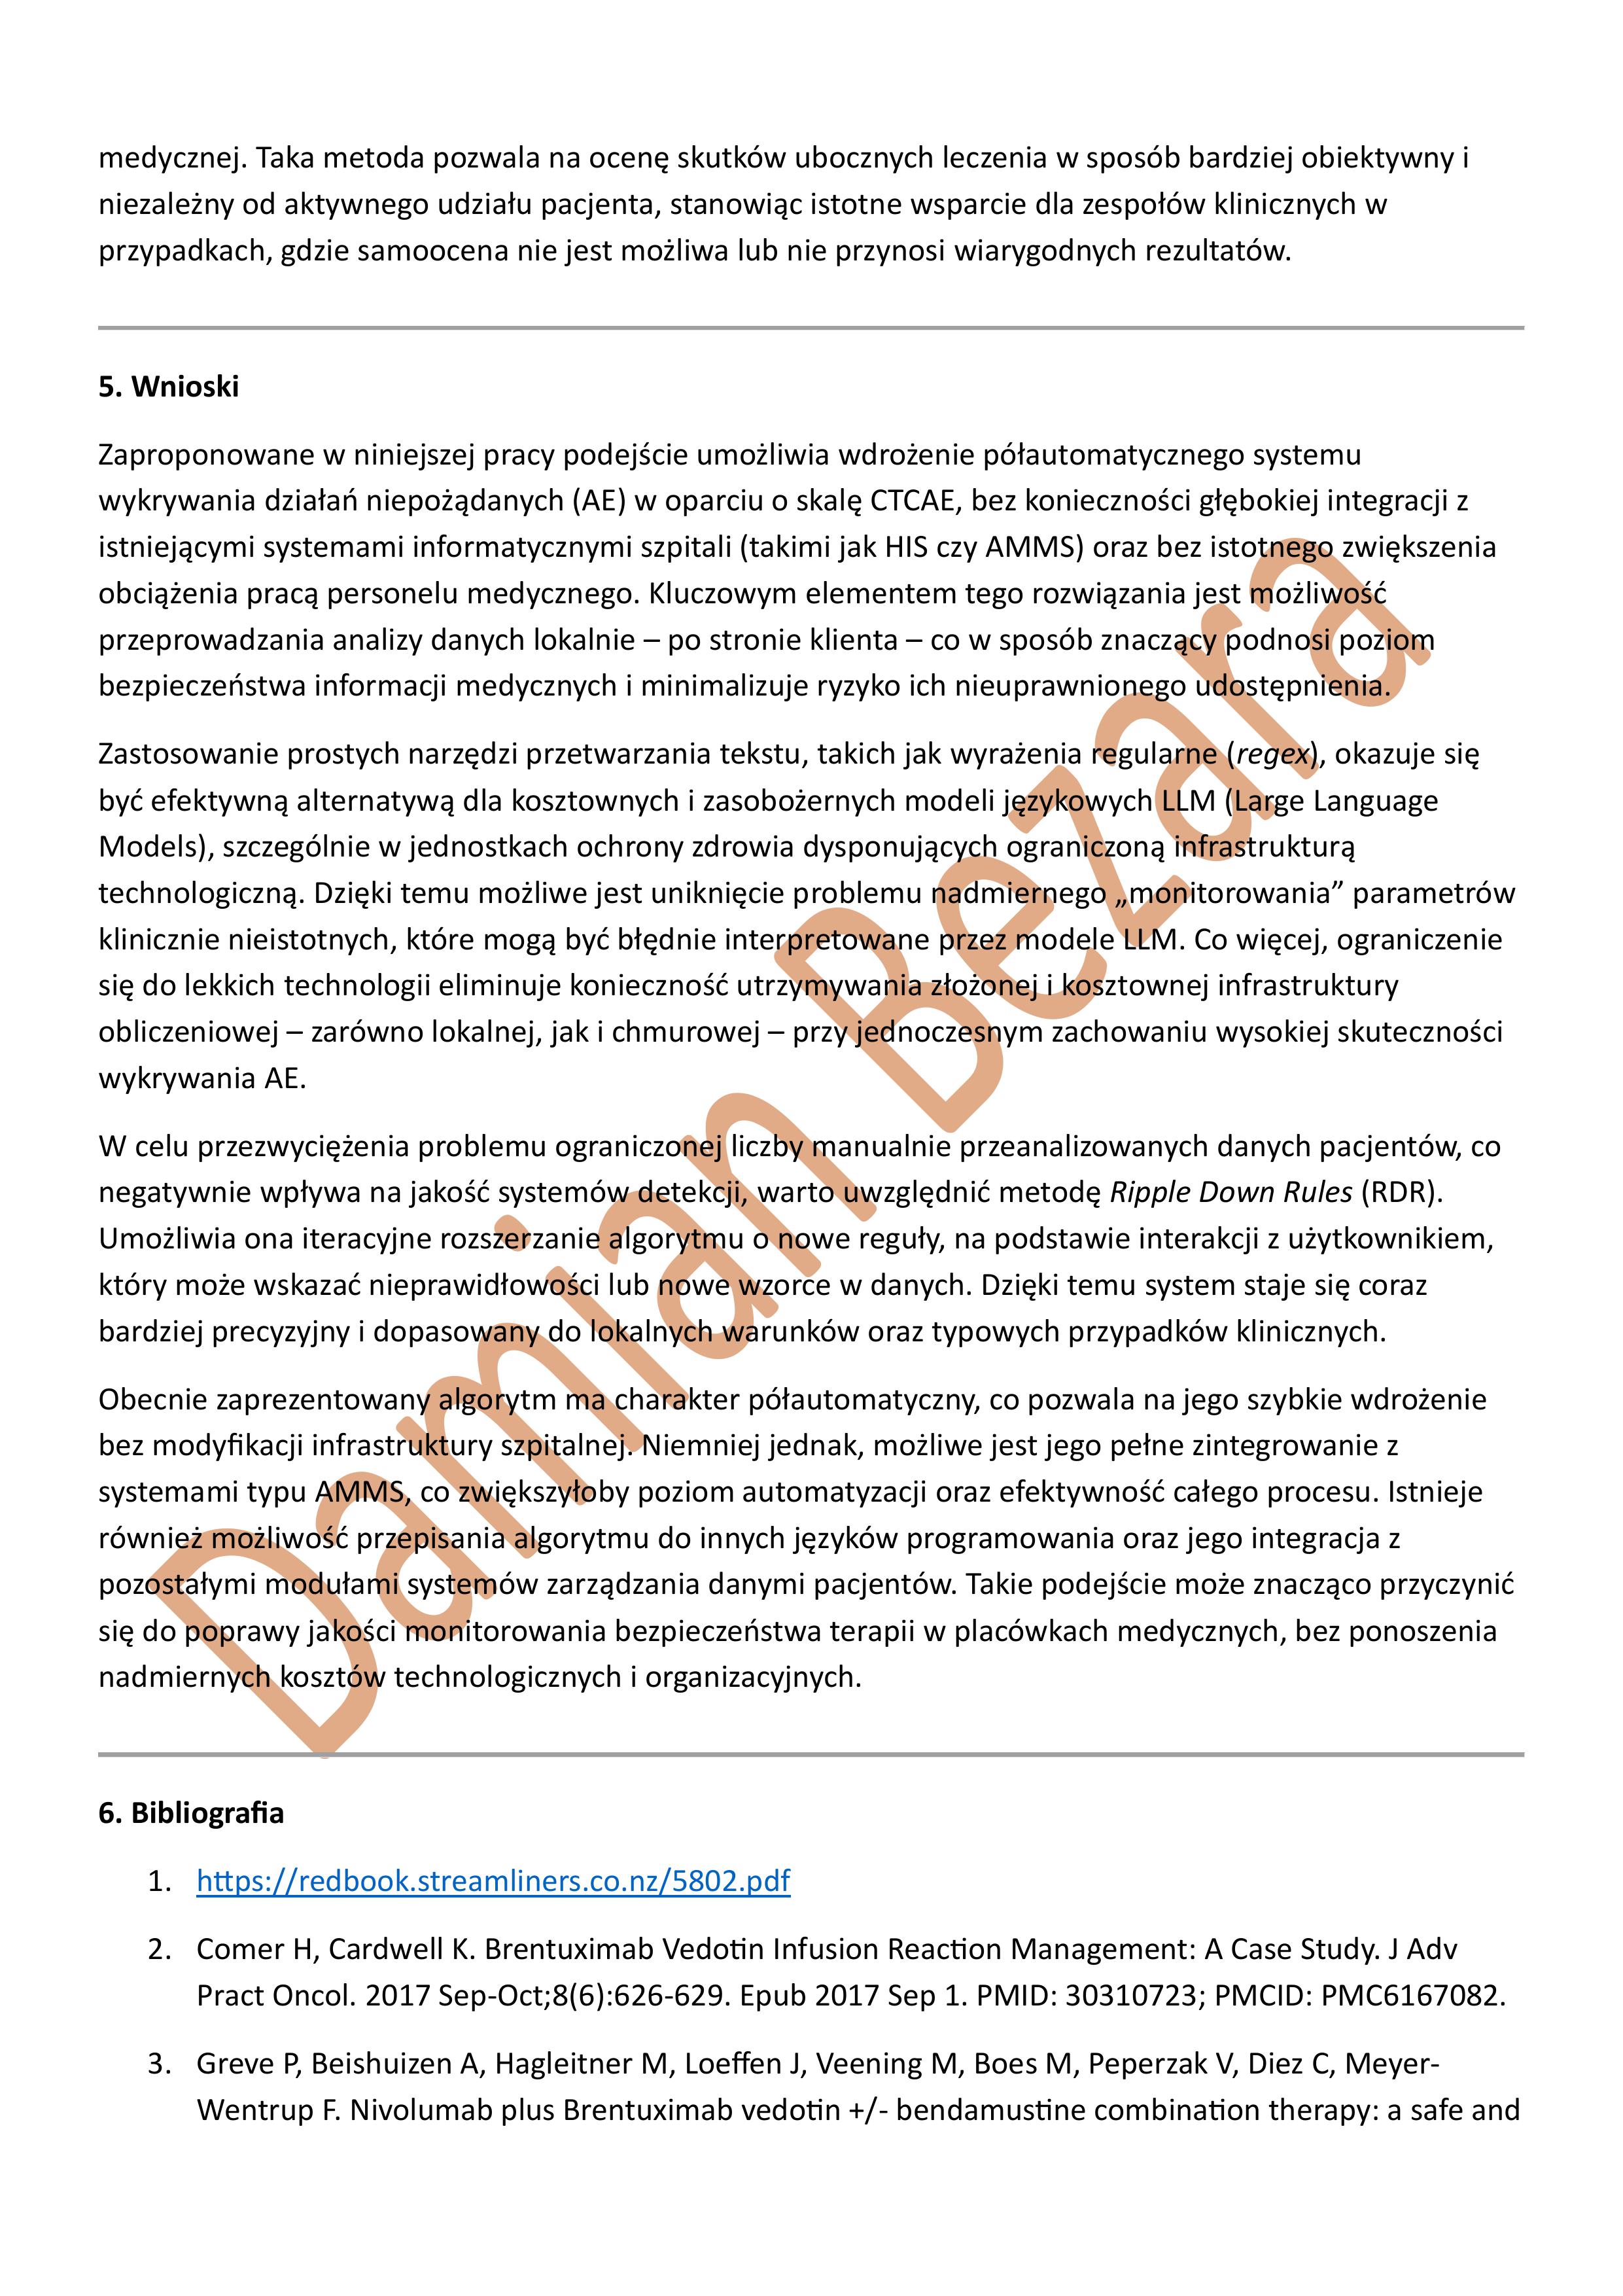 medycznej. Taka metoda pozwala na ocenę skutków ubocznych leczenia w sposób bardziej obiektywny i
niezależny od aktywnego udziału pacjenta, stanowiąc istotne wsparcie dla zespołów klinicznych w
przypadkach, gdzie samoocena nie jest możliwa lub nie przynosi wiarygodnych rezultatów.
5. Wnioski
Zaproponowane w niniejszej pracy podejście umożliwia wdrożenie półautomatycznego systemu
wykrywania działań niepożądanych (AE) w oparciu o skalę CTCAE, bez konieczności głębokiej integracji z
istniejącymi systemami informatycznymi szpitali (takimi jak HIS czy AMMS) oraz bez istotnego zwiększenia
obciążenia pracą personelu medycznego. Kluczowym elementem tego rozwiązania jest możliwość
przeprowadzania analizy danych lokalnie – po stronie klienta – co w sposób znaczący podnosi poziom
bezpieczeństwa informacji medycznych i minimalizuje ryzyko ich nieuprawnionego udostępnienia.
Zastosowanie prostych narzędzi przetwarzania tekstu, takich jak wyrażenia regularne (regex), okazuje się
być efektywną alternatywą dla kosztownych i zasobożernych modeli językowych LLM (Large Language
Models), szczególnie w jednostkach ochrony zdrowia dysponujących ograniczoną infrastrukturą
technologiczną. Dzięki temu możliwe jest uniknięcie problemu nadmiernego „monitorowania” parametrów
klinicznie nieistotnych, które mogą być błędnie interpretowane przez modele LLM. Co więcej, ograniczenie
się do lekkich technologii eliminuje konieczność utrzymywania złożonej i kosztownej infrastruktury
obliczeniowej – zarówno lokalnej, jak i chmurowej – przy jednoczesnym zachowaniu wysokiej skuteczności
wykrywania AE.
W celu przezwyciężenia problemu ograniczonej liczby manualnie przeanalizowanych danych pacjentów, co
negatywnie wpływa na jakość systemów detekcji, warto uwzględnić metodę Ripple Down Rules (RDR).
Umożliwia ona iteracyjne rozszerzanie algorytmu o nowe reguły, na podstawie interakcji z użytkownikiem,
który może wskazać nieprawidłowości lub nowe wzorce w danych. Dzięki temu system staje się coraz
bardziej precyzyjny i dopasowany do lokalnych warunków oraz typowych przypadków klinicznych.
Obecnie zaprezentowany algorytm ma charakter półautomatyczny, co pozwala na jego szybkie wdrożenie
bez modyfikacji infrastruktury szpitalnej. Niemniej jednak, możliwe jest jego pełne zintegrowanie z
systemami typu AMMS, co zwiększyłoby poziom automatyzacji oraz efektywność całego procesu. Istnieje
również możliwość przepisania algorytmu do innych języków programowania oraz jego integracja z
pozostałymi modułami systemów zarządzania danymi pacjentów. Takie podejście może znacząco przyczynić
się do poprawy jakości monitorowania bezpieczeństwa terapii w placówkach medycznych, bez ponoszenia
nadmiernych kosztów technologicznych i organizacyjnych.
Damian Bezara
6. Bibliografia
1. https://redbook.streamliners.co.nz/5802.pdf
2. Comer H, Cardwell K. Brentuximab Vedotin Infusion Reaction Management: A Case Study. J Adv
Pract Oncol. 2017 Sep-Oct;8(6):626-629. Epub 2017 Sep 1. PMID: 30310723; PMCID: PMC6167082.
3. Greve P, Beishuizen A, Hagleitner M, Loeffen J, Veening M, Boes M, Peperzak V, Diez C, Meyer-
Wentrup F. Nivolumab plus Brentuximab vedotin +/- bendamustine combination therapy: a safe and